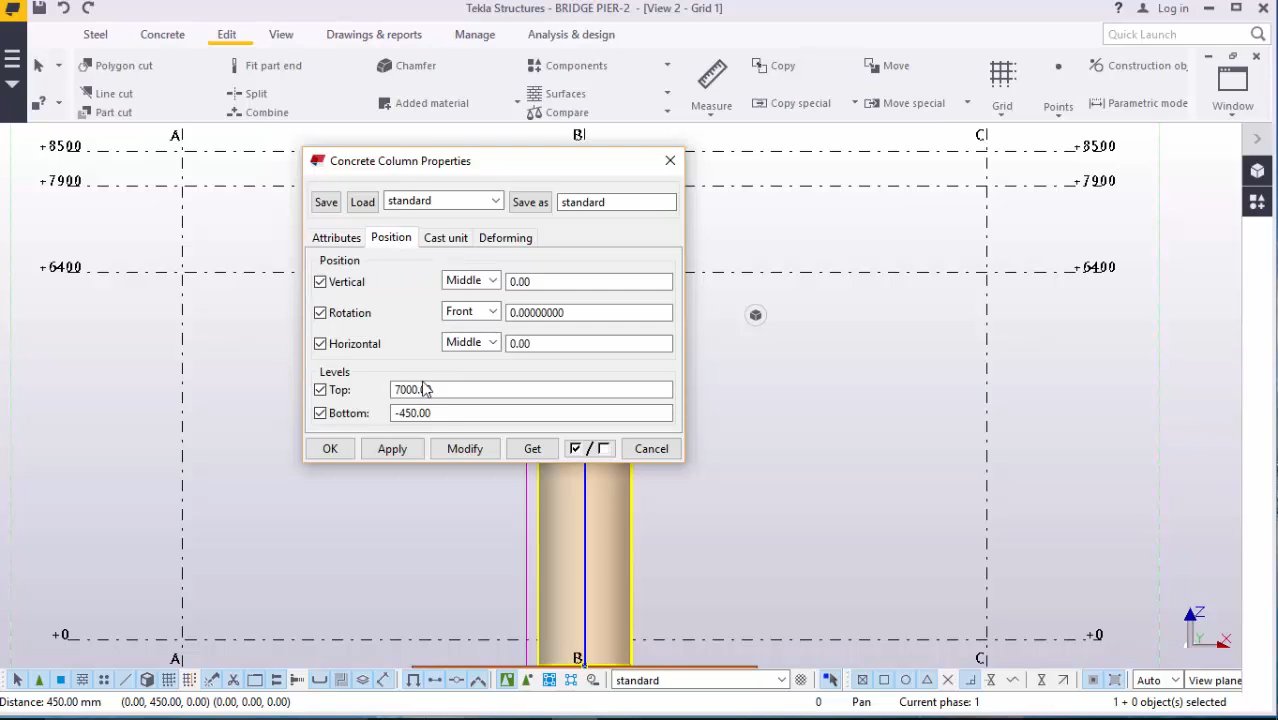 Tekla Structures - BRIDGE PIER-2 - [View 2 - Grid 1]
? Log in
Steel Concrete Edit View Drawings & reports Manage Analysis & design Quick Launch
Polygon cut Fit part end Chamfer Components Copy Move Construction obj
Line cut Split Added material Surfaces Measure Copy special Move special Grid Points Parametric mode Window
Part cut Combine Compare
A B C
+8500 +8500
+7900 +7900
+6400 +6400
Concrete Column Properties
Save Load standard Save as standard
Attributes Position Cast unit Deforming
Position
Vertical Middle 0.00
Rotation Front 0.00000000
Horizontal Middle 0.00
Levels
Top: 7000.
Bottom: -450.00
OK Apply Modify Get / Cancel
+0 +0
Z
Y X
A B C
standard Auto View plane
Distance: 450.00 mm (0.00, 450.00, 0.00) (0.00, 0.00, 0.00) 0 Pan Current phase: 1 1 + 0 object(s) selected